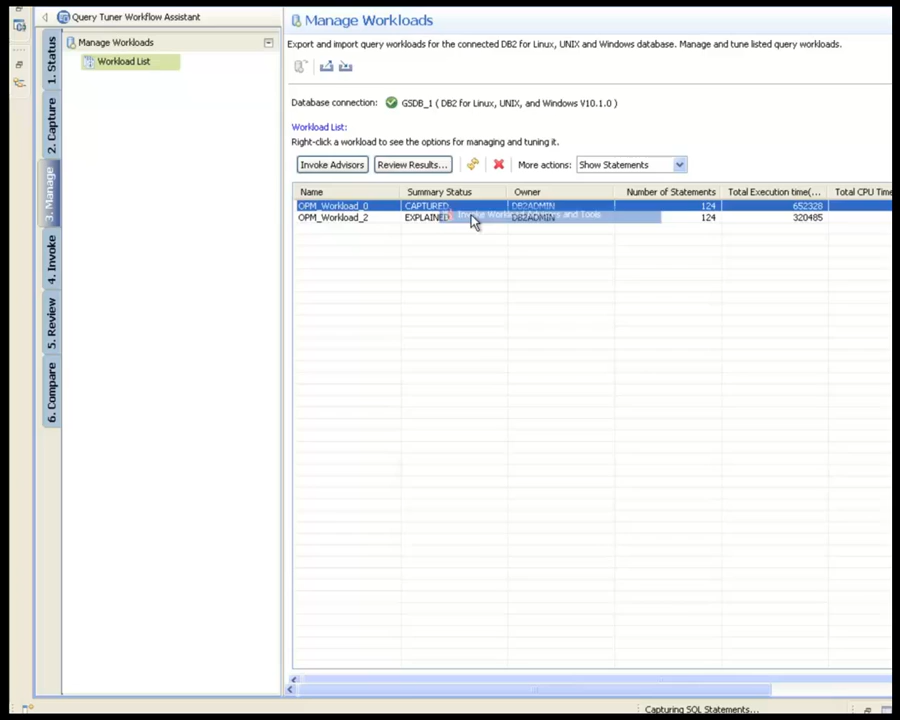 Query Tuner Workflow Assistant
Manage Workloads
Workload List
1. Status
2. Capture
3. Manage
4. Invoke
5. Review
6. Compare
Manage Workloads
Export and import query workloads for the connected DB2 for Linux, UNIX and Windows database. Manage and tune listed query workloads.
Database connection: GSDB_1 ( DB2 for Linux, UNIX, and Windows V10.1.0 )
Workload List:
Right-click a workload to see the options for managing and tuning it.
Invoke Advisors Review Results... More actions: Show Statements
Name Summary Status Owner Number of Statements Total Execution time(... Total CPU Time
OPM_Workload_0 CAPTURED DB2ADMIN 124 652328
OPM_Workload_2 EXPLAINED DB2ADMIN 124 320485
and Tools
Capturing SQL Statements...